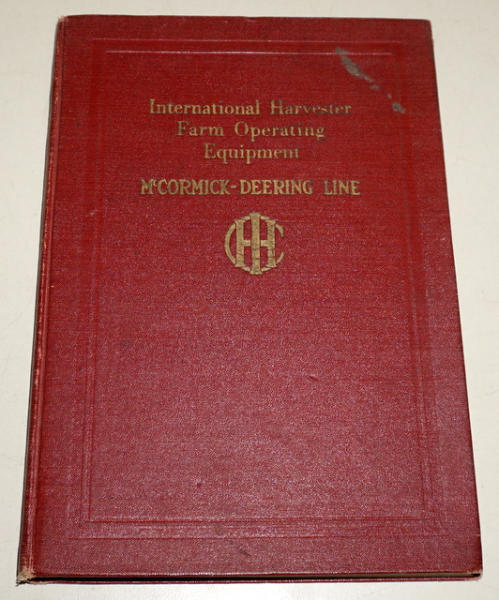 International Harvester
Farm Operating
Equipment
McCORMICK-DEERING LINE
IHC